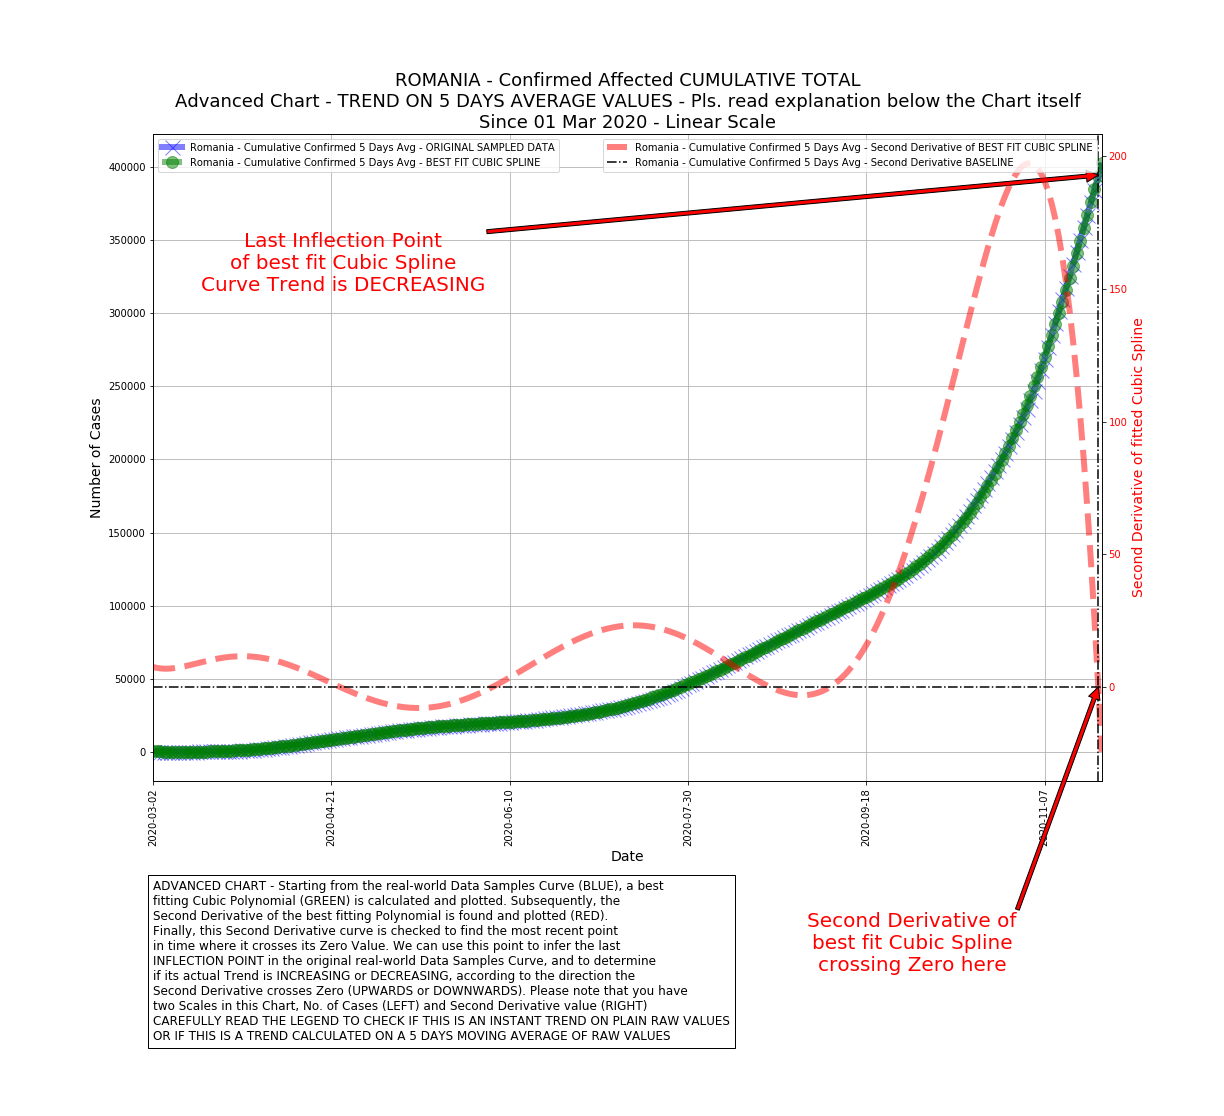 ROMANIA - Confirmed Affected CUMULATIVE TOTAL
Advanced Chart - TREND ON 5 DAYS AVERAGE VALUES - Pls. read explanation below the Chart itself
Since 01 Mar 2020 - Linear Scale
Romania - Cumulative Confirmed 5 Days Avg - ORIGINAL SAMPLED DATA
Romania - Cumulative Confirmed 5 Days Avg - BEST FIT CUBIC SPLINE
Romania - Cumulative Confirmed 5 Days Avg - Second Derivative of BEST FIT CUBIC SPLINE
Romania - Cumulative Confirmed 5 Days Avg - Second Derivative BASELINE
400000
350000
300000
250000
200000
150000
100000
50000
0
Number of Cases
Last Inflection Point
of best fit Cubic Spline
Curve Trend is DECREASING
200
150
100
50
0
Second Derivative of fitted Cubic Spline
2020-03-02
2020-04-21
2020-06-10
2020-07-30
2020-09-18
2020-11-07
Date
ADVANCED CHART - Starting from the real-world Data Samples Curve (BLUE), a best
fitting Cubic Polynomial (GREEN) is calculated and plotted. Subsequently, the
Second Derivative of the best fitting Polynomial is found and plotted (RED).
Finally, this Second Derivative curve is checked to find the most recent point
in time where it crosses its Zero Value. We can use this point to infer the last
INFLECTION POINT in the original real-world Data Samples Curve, and to determine
if its actual Trend is INCREASING or DECREASING, according to the direction the
Second Derivative crosses Zero (UPWARDS or DOWNWARDS). Please note that you have
two Scales in this Chart, No. of Cases (LEFT) and Second Derivative value (RIGHT)
CAREFULLY READ THE LEGEND TO CHECK IF THIS IS AN INSTANT TREND ON PLAIN RAW VALUES
OR IF THIS IS A TREND CALCULATED ON A 5 DAYS MOVING AVERAGE OF RAW VALUES
Second Derivative of
best fit Cubic Spline
crossing Zero here